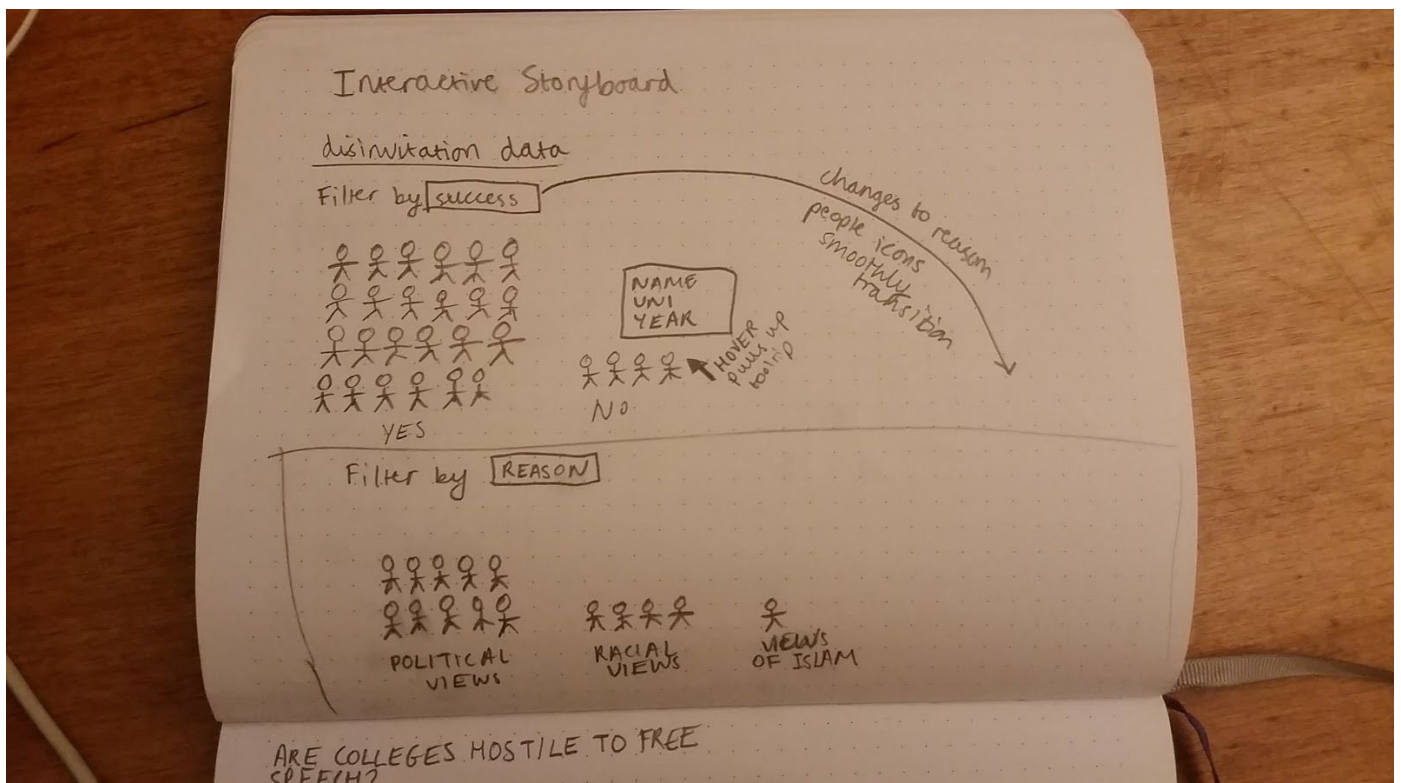 Interactive Storyboard
disinvitation data
Filter by success
changes to reason
people icons
smoothly
transition
NAME
UNI
YEAR
HOVER
pulls up
tooltip
YES
NO
Filter by REASON
POLITICAL
VIEWS
RACIAL
VIEWS
VIEWS
OF ISLAM
ARE COLLEGES HOSTILE TO FREE
SPEECH?